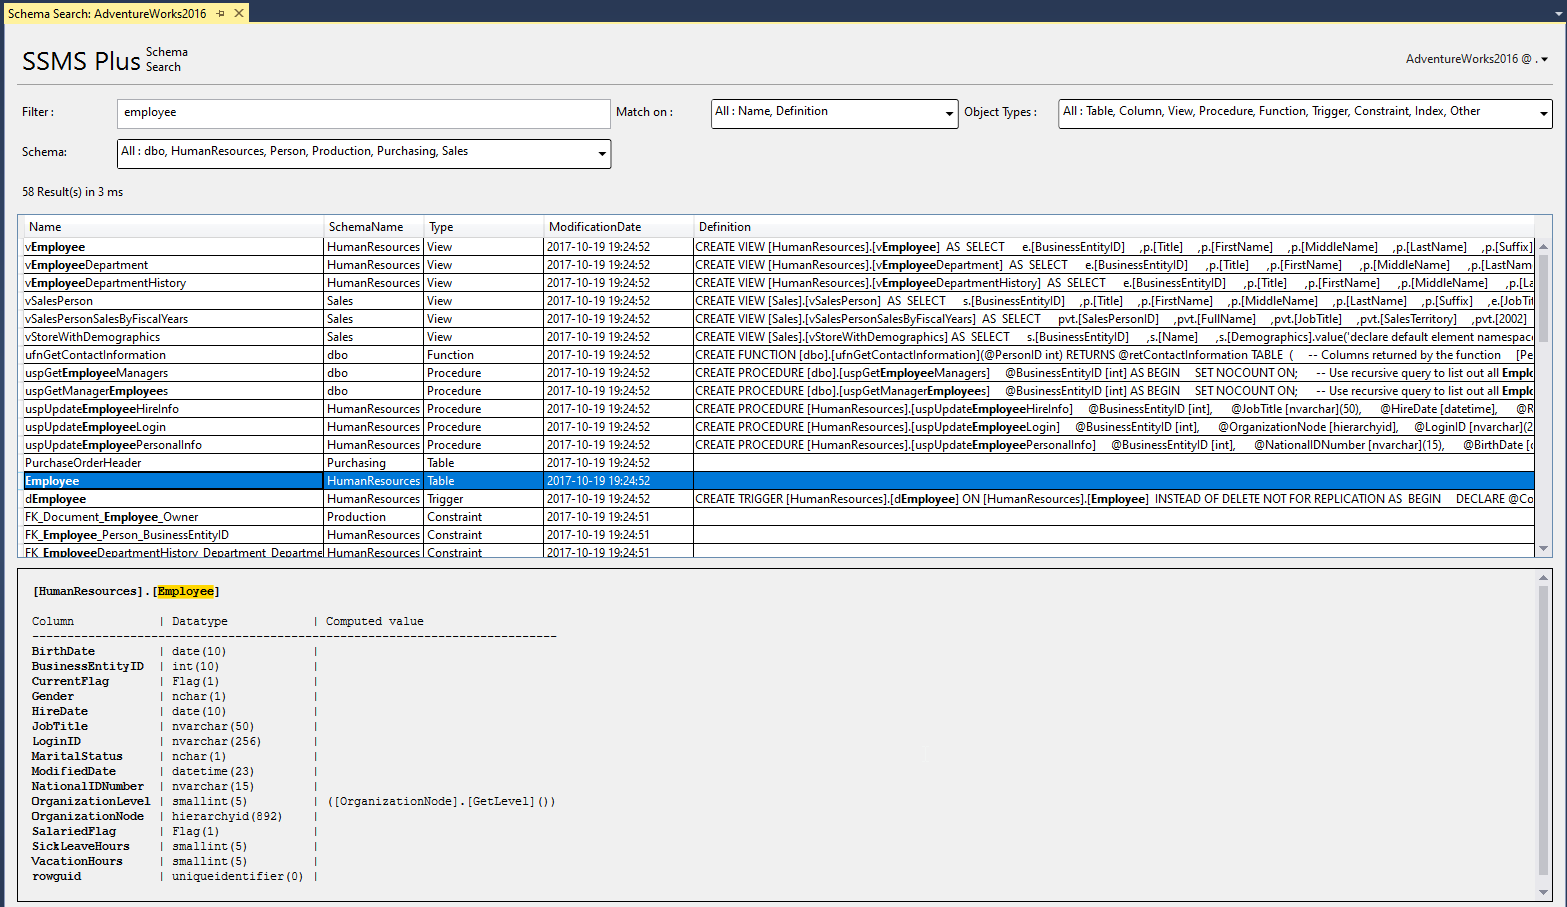 Schema Search: AdventureWorks2016
SSMS Plus Schema Search
AdventureWorks2016 @ .
Filter : employee Match on : All : Name, Definition Object Types : All : Table, Column, View, Procedure, Function, Trigger, Constraint, Index, Other
Schema: All : dbo, HumanResources, Person, Production, Purchasing, Sales
58 Result(s) in 3 ms
Name SchemaName Type ModificationDate Definition
vEmployee HumanResources View 2017-10-19 19:24:52 CREATE VIEW [HumanResources].[vEmployee] AS SELECT e.[BusinessEntityID] ,p.[Title] ,p.[FirstName] ,p.[MiddleName] ,p.[LastName] ,p.[Suffix]
vEmployeeDepartment HumanResources View 2017-10-19 19:24:52 CREATE VIEW [HumanResources].[vEmployeeDepartment] AS SELECT e.[BusinessEntityID] ,p.[Title] ,p.[FirstName] ,p.[MiddleName] ,p.[LastNam
vEmployeeDepartmentHistory HumanResources View 2017-10-19 19:24:52 CREATE VIEW [HumanResources].[vEmployeeDepartmentHistory] AS SELECT e.[BusinessEntityID] ,p.[Title] ,p.[FirstName] ,p.[MiddleName] ,p.[La
vSalesPerson Sales View 2017-10-19 19:24:52 CREATE VIEW [Sales].[vSalesPerson] AS SELECT s.[BusinessEntityID] ,p.[Title] ,p.[FirstName] ,p.[MiddleName] ,p.[LastName] ,p.[Suffix] ,e.[JobTit
vSalesPersonSalesByFiscalYears Sales View 2017-10-19 19:24:52 CREATE VIEW [Sales].[vSalesPersonSalesByFiscalYears] AS SELECT pvt.[SalesPersonID] ,pvt.[FullName] ,pvt.[JobTitle] ,pvt.[SalesTerritory] ,pvt.[2002]
vStoreWithDemographics Sales View 2017-10-19 19:24:52 CREATE VIEW [Sales].[vStoreWithDemographics] AS SELECT s.[BusinessEntityID] ,s.[Name] ,s.[Demographics].value('declare default element namespace
ufnGetContactInformation dbo Function 2017-10-19 19:24:52 CREATE FUNCTION [dbo].[ufnGetContactInformation](@PersonID int) RETURNS @retContactInformation TABLE ( -- Columns returned by the function [Pe
uspGetEmployeeManagers dbo Procedure 2017-10-19 19:24:52 CREATE PROCEDURE [dbo].[uspGetEmployeeManagers] @BusinessEntityID [int] AS BEGIN SET NOCOUNT ON; -- Use recursive query to list out all Emplo
uspGetManagerEmployees dbo Procedure 2017-10-19 19:24:52 CREATE PROCEDURE [dbo].[uspGetManagerEmployees] @BusinessEntityID [int] AS BEGIN SET NOCOUNT ON; -- Use recursive query to list out all Emplo
uspUpdateEmployeeHireInfo HumanResources Procedure 2017-10-19 19:24:52 CREATE PROCEDURE [HumanResources].[uspUpdateEmployeeHireInfo] @BusinessEntityID [int], @JobTitle [nvarchar](50), @HireDate [datetime], @R
uspUpdateEmployeeLogin HumanResources Procedure 2017-10-19 19:24:52 CREATE PROCEDURE [HumanResources].[uspUpdateEmployeeLogin] @BusinessEntityID [int], @OrganizationNode [hierarchyid], @LoginID [nvarchar](2
uspUpdateEmployeePersonalInfo HumanResources Procedure 2017-10-19 19:24:52 CREATE PROCEDURE [HumanResources].[uspUpdateEmployeePersonalInfo] @BusinessEntityID [int], @NationalIDNumber [nvarchar](15), @BirthDate [d
PurchaseOrderHeader Purchasing Table 2017-10-19 19:24:52
Employee HumanResources Table 2017-10-19 19:24:52
dEmployee HumanResources Trigger 2017-10-19 19:24:52 CREATE TRIGGER [HumanResources].[dEmployee] ON [HumanResources].[Employee] INSTEAD OF DELETE NOT FOR REPLICATION AS BEGIN DECLARE @Co
FK_Document_Employee_Owner Production Constraint 2017-10-19 19:24:51
FK_Employee_Person_BusinessEntityID HumanResources Constraint 2017-10-19 19:24:51
FK_EmployeeDepartmentHistory_Department_Departme HumanResources Constraint 2017-10-19 19:24:51
[HumanResources].[Employee]
Column | Datatype | Computed value
---------------------------------------------------------------------------
BirthDate | date(10) |
BusinessEntityID | int(10) |
CurrentFlag | Flag(1) |
Gender | nchar(1) |
HireDate | date(10) |
JobTitle | nvarchar(50) |
LoginID | nvarchar(256) |
MaritalStatus | nchar(1) |
ModifiedDate | datetime(23) |
NationalIDNumber | nvarchar(15) |
OrganizationLevel | smallint(5) | ([OrganizationNode].[GetLevel]())
OrganizationNode | hierarchyid(892) |
SalariedFlag | Flag(1) |
SickLeaveHours | smallint(5) |
VacationHours | smallint(5) |
rowguid | uniqueidentifier(0) |